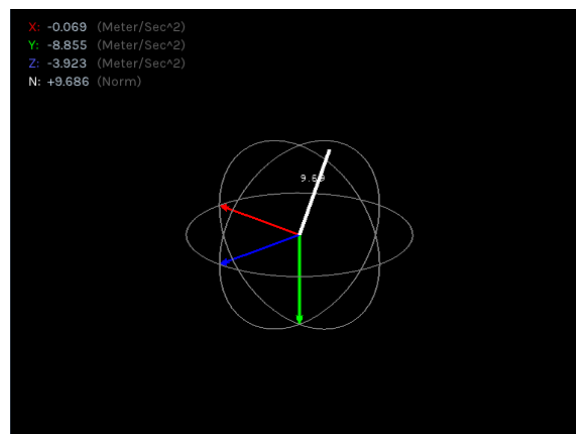 X: -0.069 (Meter/Sec^2)
Y: -8.855 (Meter/Sec^2)
Z: -3.923 (Meter/Sec^2)
N: +9.686 (Norm)
9.69